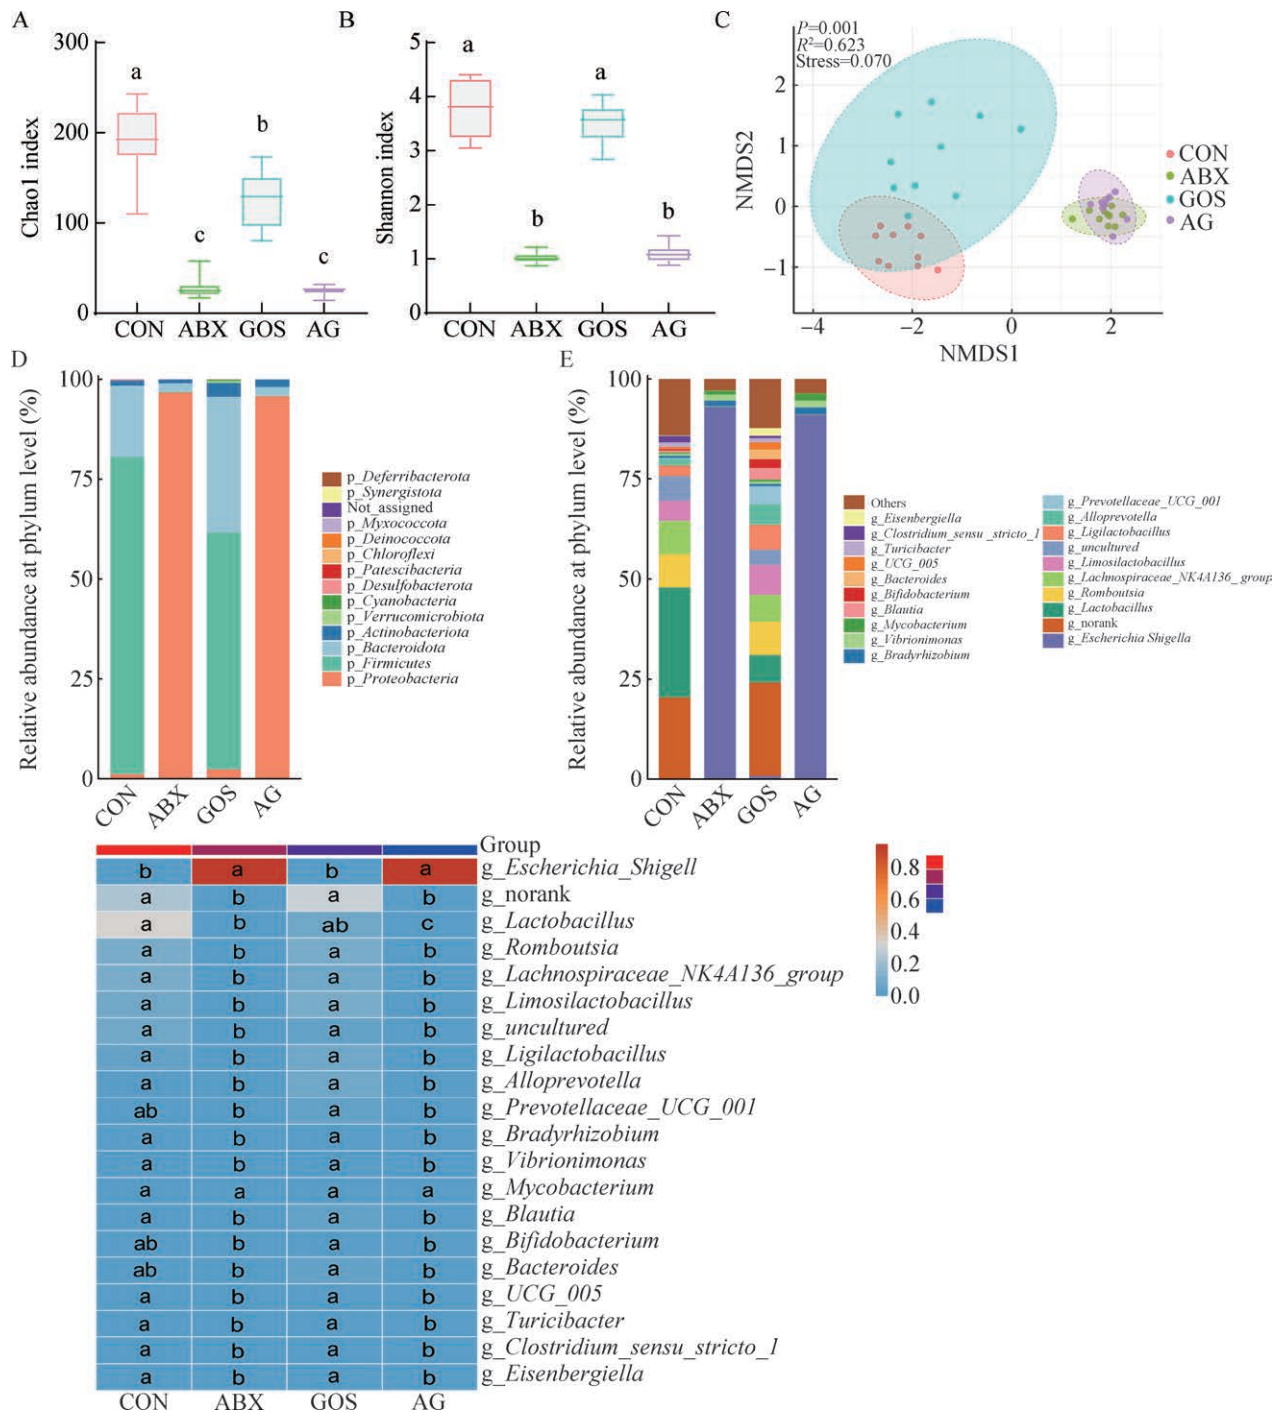 A
Chao1 index
300
200
100
0
a
c
b
c
CON ABX GOS AG
B
Shannon index
5
4
3
2
1
0
a
b
a
b
CON ABX GOS AG
C
P=0.001
R²=0.623
Stress=0.070
NMDS2
2
1
0
−1
−4 −2 0 2
NMDS1
CON
ABX
GOS
AG
D
Relative abundance at phylum level (%)
100
75
50
25
0
CON ABX GOS AG
p_Deferribacterota
p_Synergistota
Not_assigned
p_Myxococcota
p_Deinococcota
p_Chloroflexi
p_Patescibacteria
p_Desulfobacterota
p_Cyanobacteria
p_Verrucomicrobiota
p_Actinobacteriota
p_Bacteroidota
p_Firmicutes
p_Proteobacteria
E
Relative abundance at phylum level (%)
100
75
50
25
0
CON ABX GOS AG
Others
g_Eisenbergiella
g_Clostridium_sensu_stricto_1
g_Turicibacter
g_UCG_005
g_Bacteroides
g_Bifidobacterium
g_Blautia
g_Mycobacterium
g_Vibrionimonas
g_Bradyrhizobium
g_Prevotellaceae_UCG_001
g_Alloprevotella
g_Ligilactobacillus
g_uncultured
g_Limosilactobacillus
g_Lachnospiraceae_NK4A136_group
g_Romboutsia
g_Lactobacillus
g_norank
g_Escherichia Shigella
Group
b a b a g_Escherichia_Shigell
a b a b g_norank
a b ab c g_Lactobacillus
a b a b g_Romboutsia
a b a b g_Lachnospiraceae_NK4A136_group
a b a b g_Limosilactobacillus
a b a b g_uncultured
a b a b g_Ligilactobacillus
a b a b g_Alloprevotella
ab b a b g_Prevotellaceae_UCG_001
a b a b g_Bradyrhizobium
a b a b g_Vibrionimonas
a a a a g_Mycobacterium
a b a b g_Blautia
ab b a b g_Bifidobacterium
ab b a b g_Bacteroides
a b a b g_UCG_005
a b a b g_Turicibacter
a b a b g_Clostridium_sensu_stricto_1
a b a b g_Eisenbergiella
CON ABX GOS AG
0.8
0.6
0.4
0.2
0.0